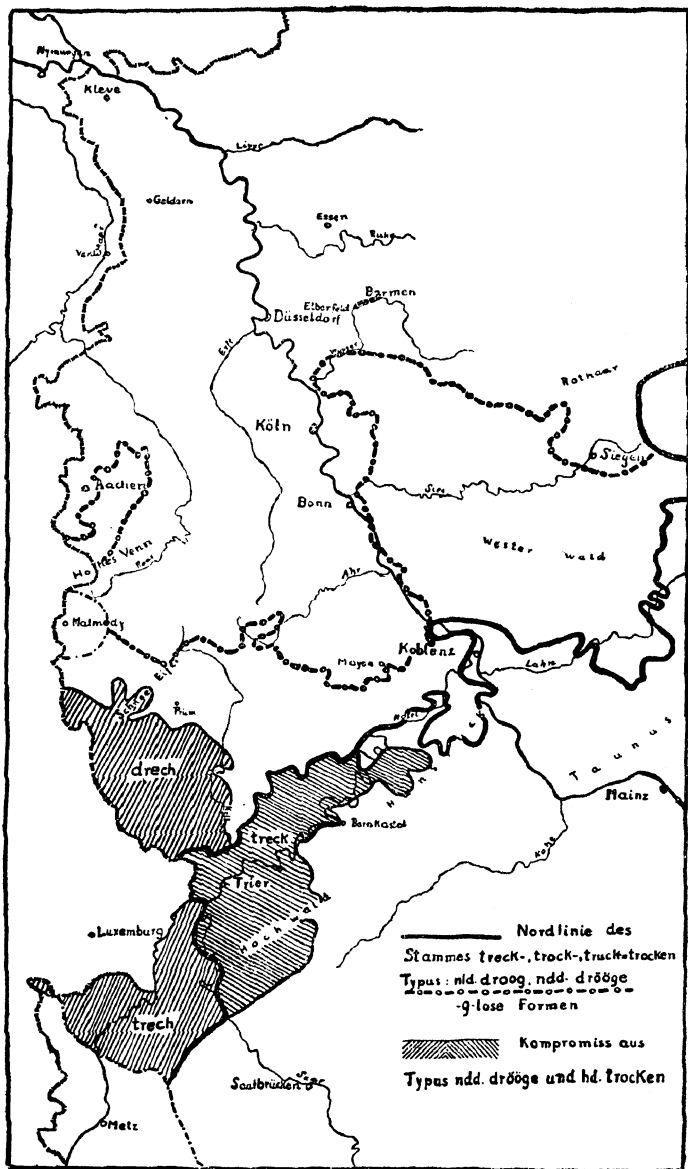 Kleve
Lippe
Geldern
Essen
Ruhr
Venlo
Barmen
Elberfeld
Düsseldorf
Erft
Wupper
Rothaar
Köln
Siegen
Aachen
Sieg
Bonn
Wester wald
Hohes Venn
Ahr
Malmedy
Koblenz
Mayen
Lahn
Eifel
Prüm
Mosel
Taunus
drech
Mainz
Bernkastel
treck
Nahe
Trier
Hochwald
Luxemburg
Nordlinie des
Stammes treck-, trock-, truck-trocken
Typus: nld. droog, ndd. drööge
-g-lose Formen
trech
Kompromiss aus
Saarbrücken
Saar
Typus ndd. drööge und hd. trocken
Metz